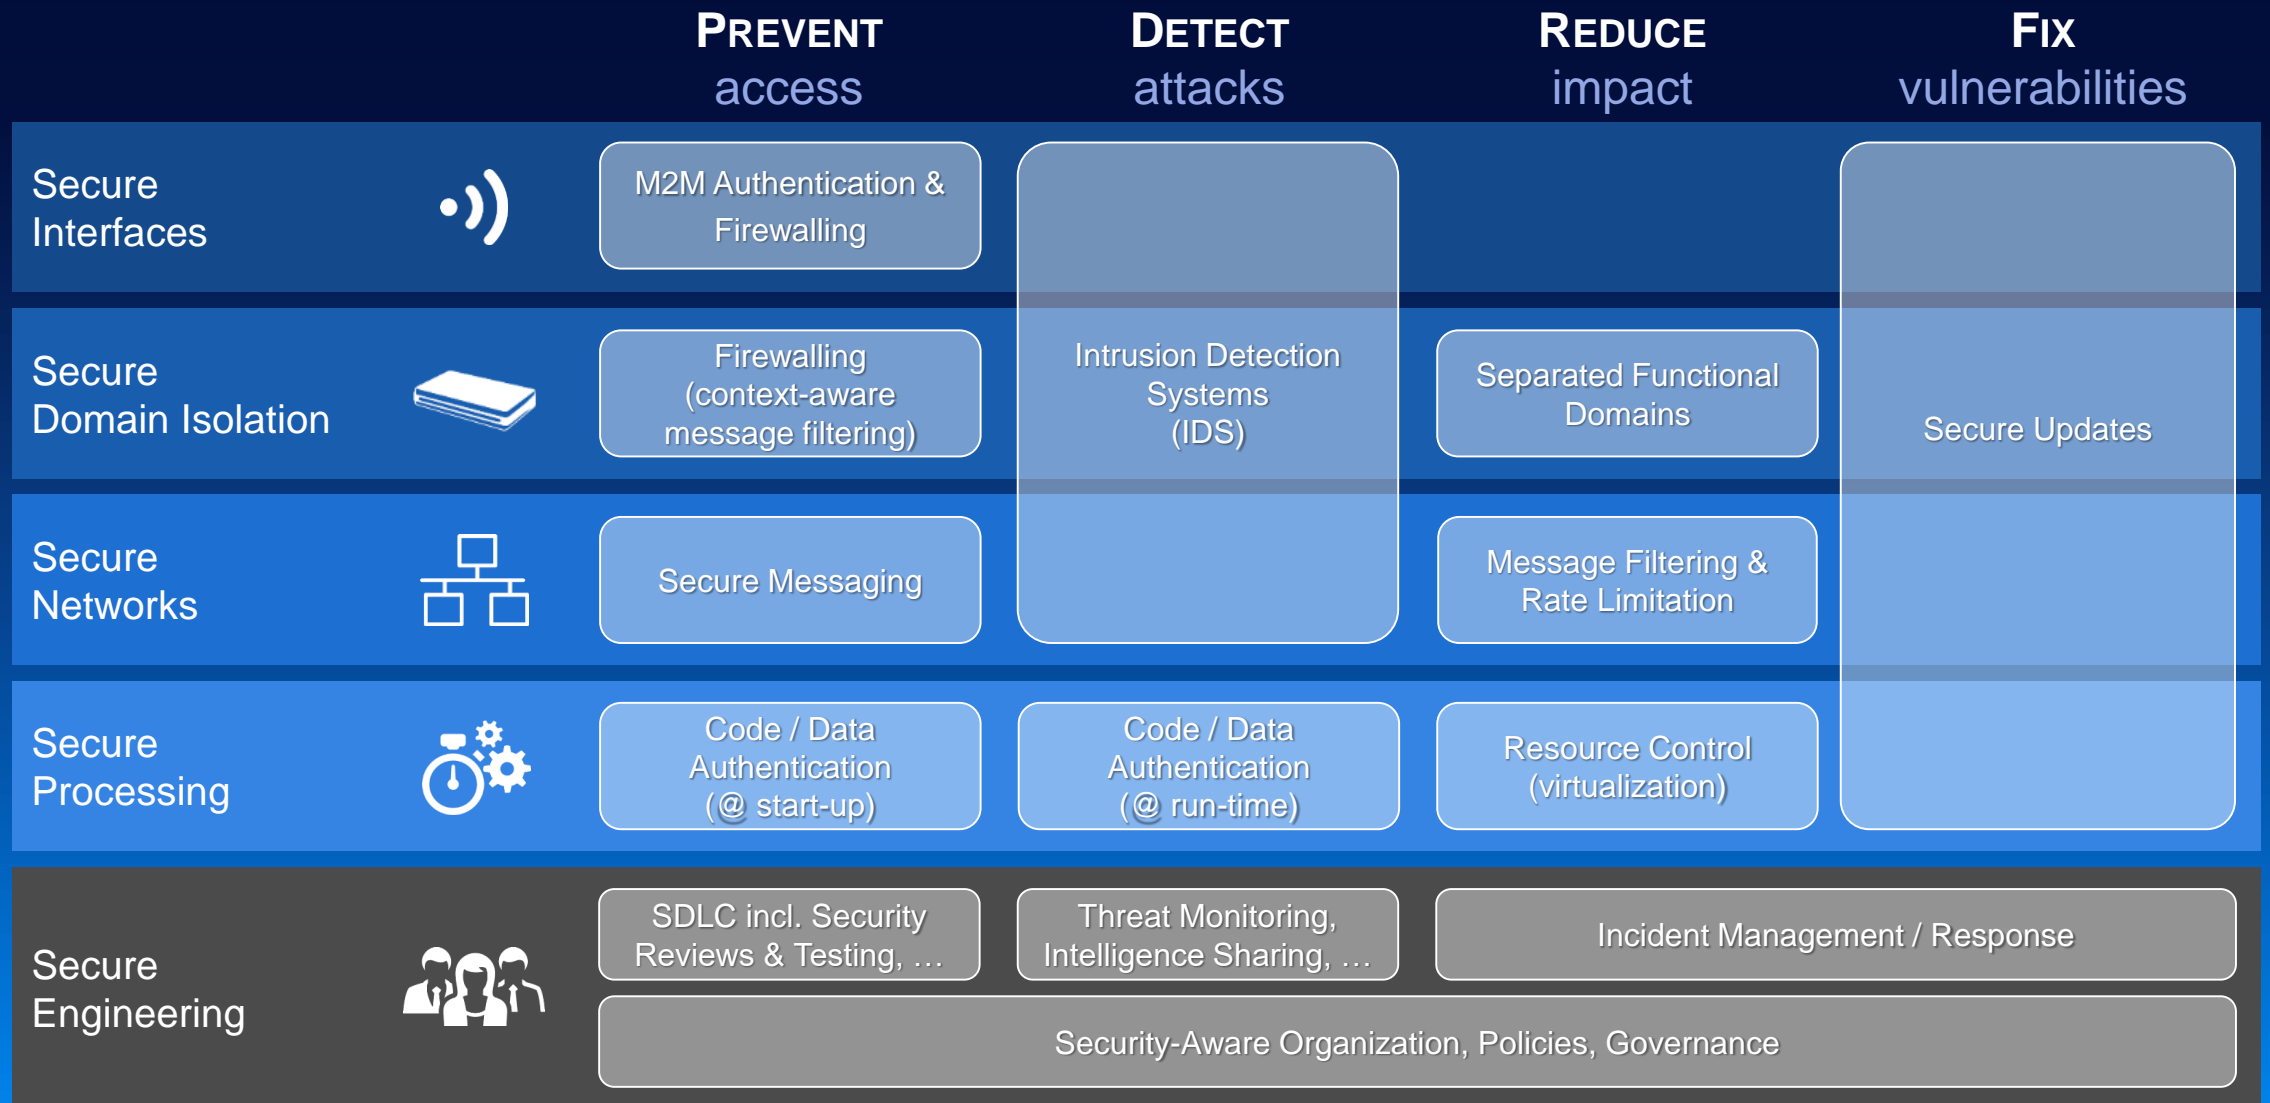 PREVENT
access
DETECT
attacks
REDUCE
impact
FIX
vulnerabilities
Secure
Interfaces
M2M Authentication &
Firewalling
Secure
Domain Isolation
Firewalling
(context-aware
message filtering)
Intrusion Detection
Systems
(IDS)
Separated Functional
Domains
Secure Updates
Secure
Networks
Secure Messaging
Message Filtering &
Rate Limitation
Secure
Processing
Code / Data
Authentication
(@ start-up)
Code / Data
Authentication
(@ run-time)
Resource Control
(virtualization)
Secure
Engineering
SDLC incl. Security
Reviews & Testing, …
Threat Monitoring,
Intelligence Sharing, …
Incident Management / Response
Security-Aware Organization, Policies, Governance